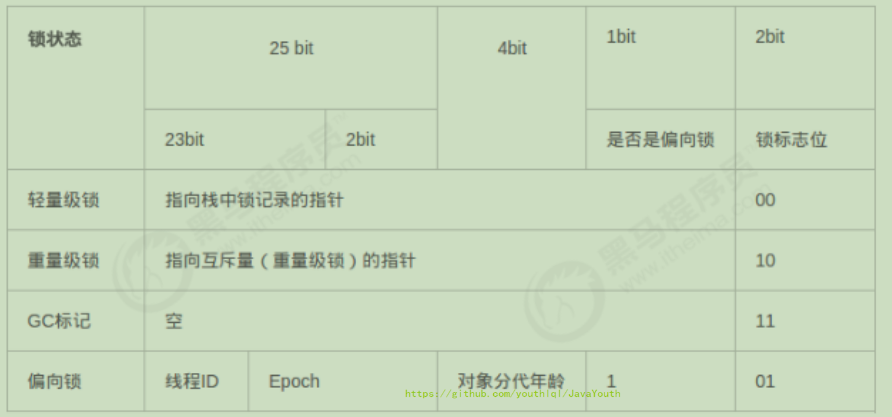 锁状态 25 bit 4bit 1bit 2bit
23bit 2bit 是否是偏向锁 锁标志位
轻量级锁 指向栈中锁记录的指针 00
重量级锁 指向互斥量（重量级锁）的指针 10
GC标记 空 11
偏向锁 线程ID Epoch 对象分代年龄 1 01
https://github.com/youthlql/JavaYouth
黑马程序员
www.itheima.com
黑马程序员
www.itheima.com